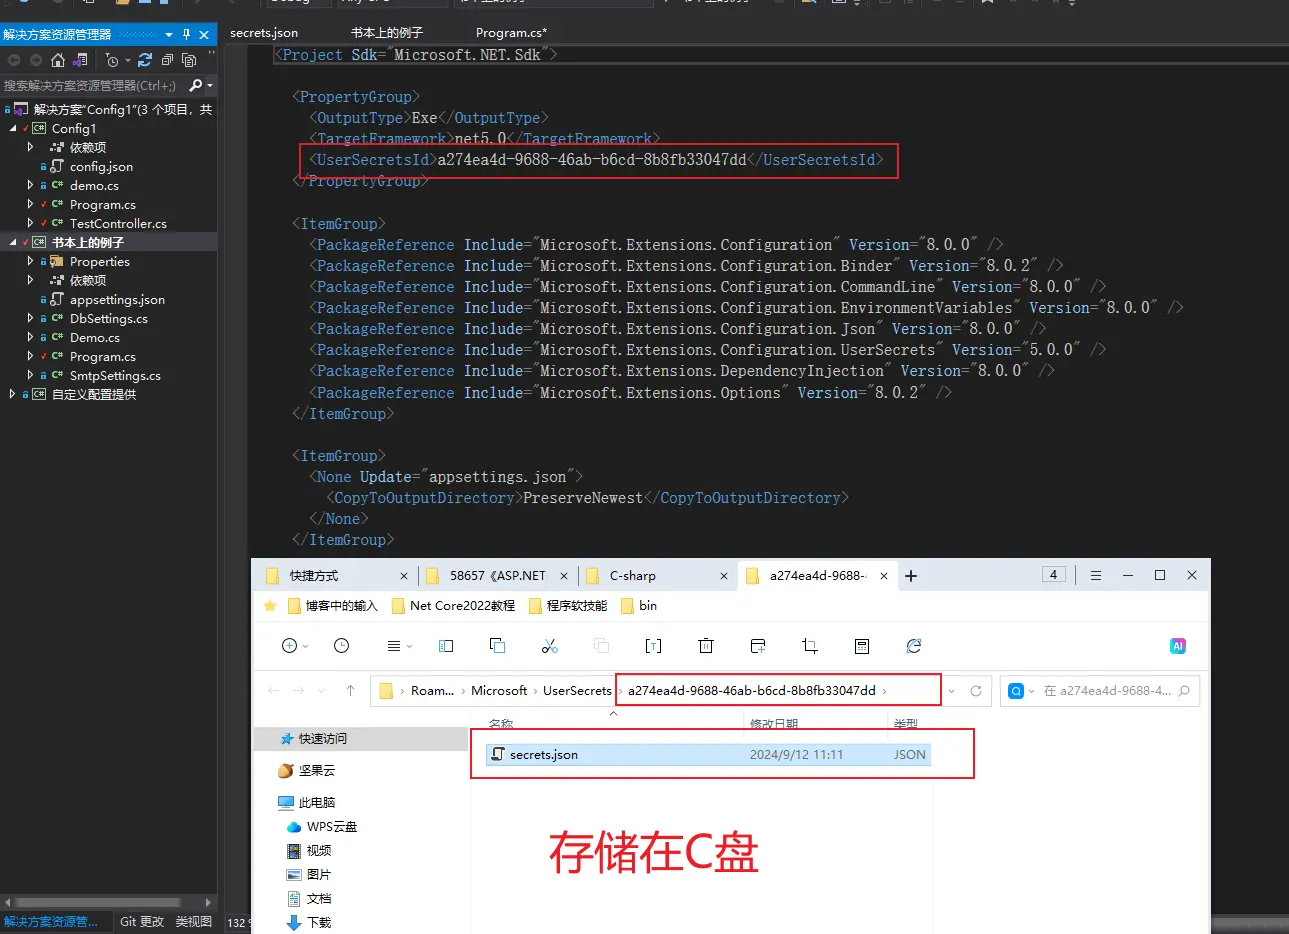 解决方案资源管理器
secrets.json
书本上的例子
Program.cs*
搜索解决方案资源管理器(Ctrl+;)
解决方案"Config1"(3 个项目，共
Config1
依赖项
config.json
demo.cs
Program.cs
TestController.cs
书本上的例子
Properties
依赖项
appsettings.json
DbSettings.cs
Demo.cs
Program.cs
SmtpSettings.cs
自定义配置提供
解决方案资源管...
Git 更改
类视图
132 %
<Project Sdk="Microsoft.NET.Sdk">
<PropertyGroup>
<OutputType>Exe</OutputType>
<TargetFramework>net5.0</TargetFramework>
<UserSecretsId>a274ea4d-9688-46ab-b6cd-8b8fb33047dd</UserSecretsId>
</PropertyGroup>
<ItemGroup>
<PackageReference Include="Microsoft.Extensions.Configuration" Version="8.0.0" />
<PackageReference Include="Microsoft.Extensions.Configuration.Binder" Version="8.0.2" />
<PackageReference Include="Microsoft.Extensions.Configuration.CommandLine" Version="8.0.0" />
<PackageReference Include="Microsoft.Extensions.Configuration.EnvironmentVariables" Version="8.0.0" />
<PackageReference Include="Microsoft.Extensions.Configuration.Json" Version="8.0.0" />
<PackageReference Include="Microsoft.Extensions.Configuration.UserSecrets" Version="5.0.0" />
<PackageReference Include="Microsoft.Extensions.DependencyInjection" Version="8.0.0" />
<PackageReference Include="Microsoft.Extensions.Options" Version="8.0.2" />
</ItemGroup>
<ItemGroup>
<None Update="appsettings.json">
<CopyToOutputDirectory>PreserveNewest</CopyToOutputDirectory>
</None>
</ItemGroup>
快捷方式
58657《ASP.NET
C-sharp
a274ea4d-9688-
4
博客中的输入
Net Core2022教程
程序软技能
bin
AI
Roam... › Microsoft › UserSecrets › a274ea4d-9688-46ab-b6cd-8b8fb33047dd ›
在 a274ea4d-9688-4...
名称
修改日期
类型
secrets.json
2024/9/12 11:11
JSON
快速访问
坚果云
此电脑
WPS云盘
视频
图片
文档
下载
存储在C盘